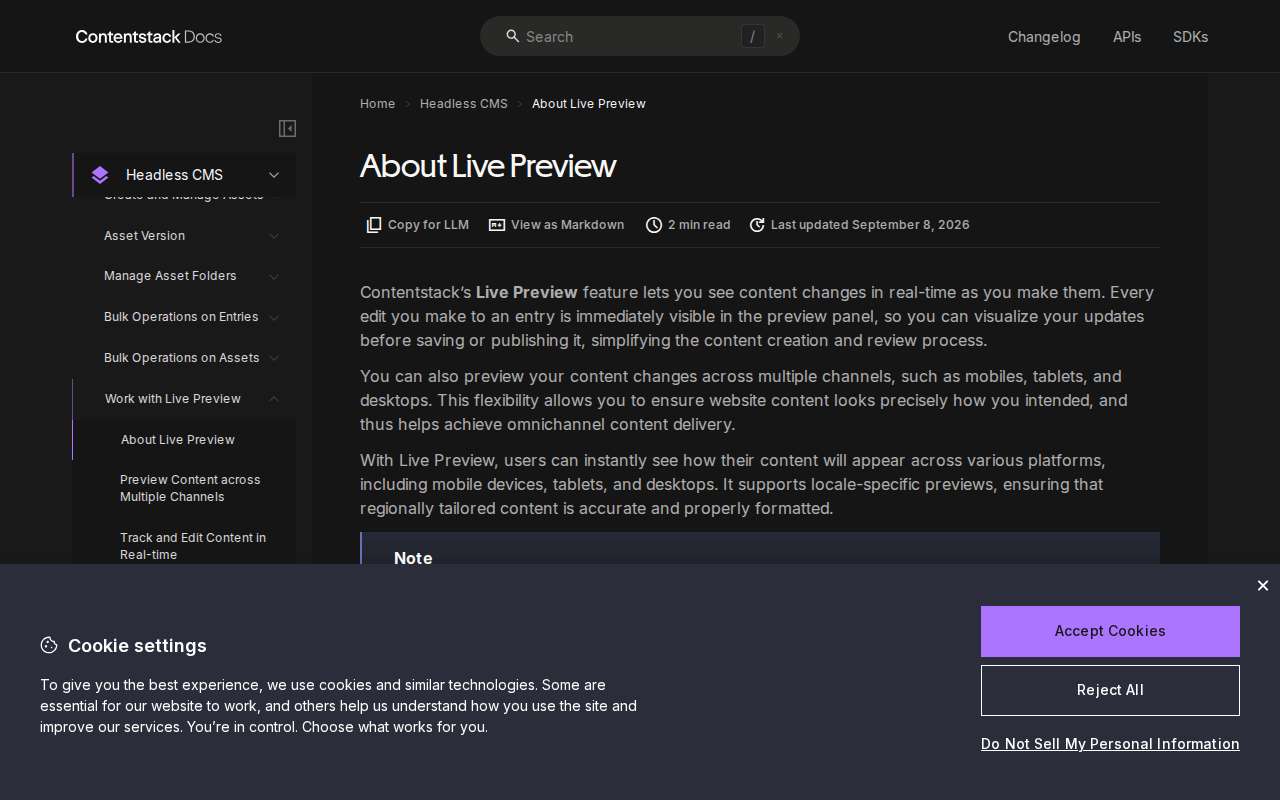 Contentstack Docs
Search
/
Changelog
APIs
SDKs
Headless CMS
Create and Manage Assets
Asset Version
Manage Asset Folders
Bulk Operations on Entries
Bulk Operations on Assets
Work with Live Preview
About Live Preview
Preview Content across
Multiple Channels
Track and Edit Content in
Real-time
Home > Headless CMS > About Live Preview
About Live Preview
Copy for LLM
View as Markdown
2 min read
Last updated September 8, 2026
Contentstack’s Live Preview feature lets you see content changes in real-time as you make them. Every
edit you make to an entry is immediately visible in the preview panel, so you can visualize your updates
before saving or publishing it, simplifying the content creation and review process.
You can also preview your content changes across multiple channels, such as mobiles, tablets, and
desktops. This flexibility allows you to ensure website content looks precisely how you intended, and
thus helps achieve omnichannel content delivery.
With Live Preview, users can instantly see how their content will appear across various platforms,
including mobile devices, tablets, and desktops. It supports locale-specific previews, ensuring that
regionally tailored content is accurate and properly formatted.
Note
Cookie settings
To give you the best experience, we use cookies and similar technologies. Some are
essential for our website to work, and others help us understand how you use the site and
improve our services. You’re in control. Choose what works for you.
Accept Cookies
Reject All
Do Not Sell My Personal Information